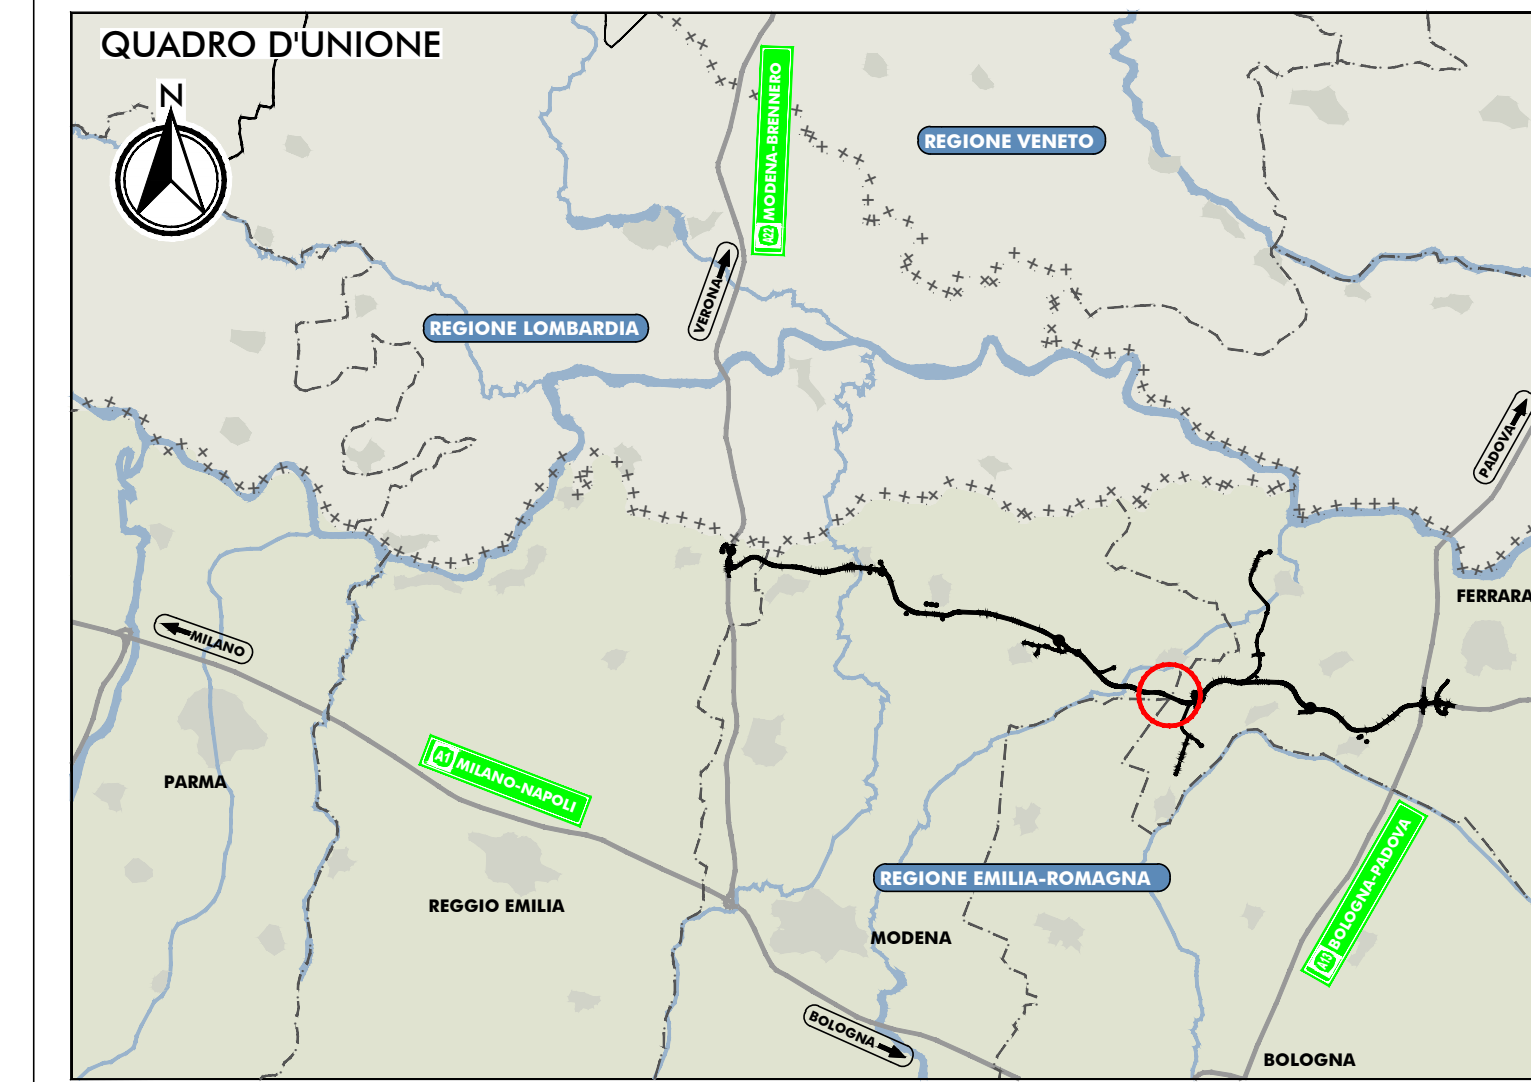 QUADRO D'UNIONE
N
A22 MODENA-BRENNERO
REGIONE VENETO
VERONA
REGIONE LOMBARDIA
PADOVA
FERRARA
MILANO
PARMA
A1 MILANO-NAPOLI
REGIONE EMILIA-ROMAGNA
REGGIO EMILIA
MODENA
A13 BOLOGNA-PADOVA
BOLOGNA
BOLOGNA